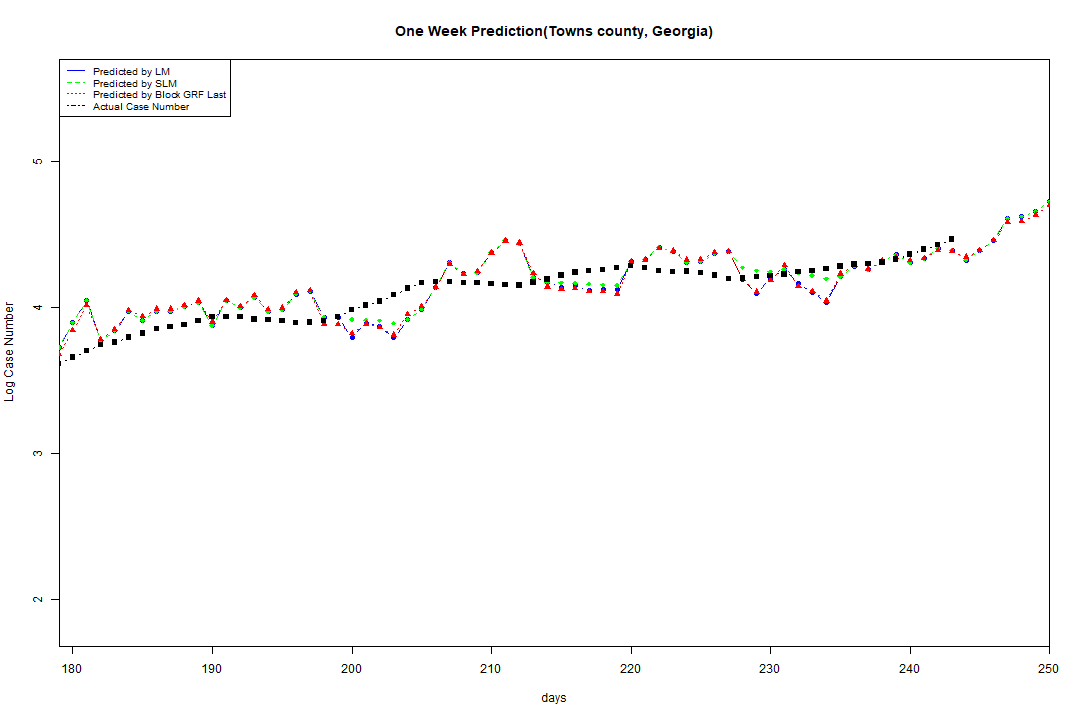 One Week Prediction(Towns county, Georgia)
Predicted by LM
Predicted by SLM
Predicted by Block GRF Last
Actual Case Number
Log Case Number
5
4
3
2
180 190 200 210 220 230 240 250
days